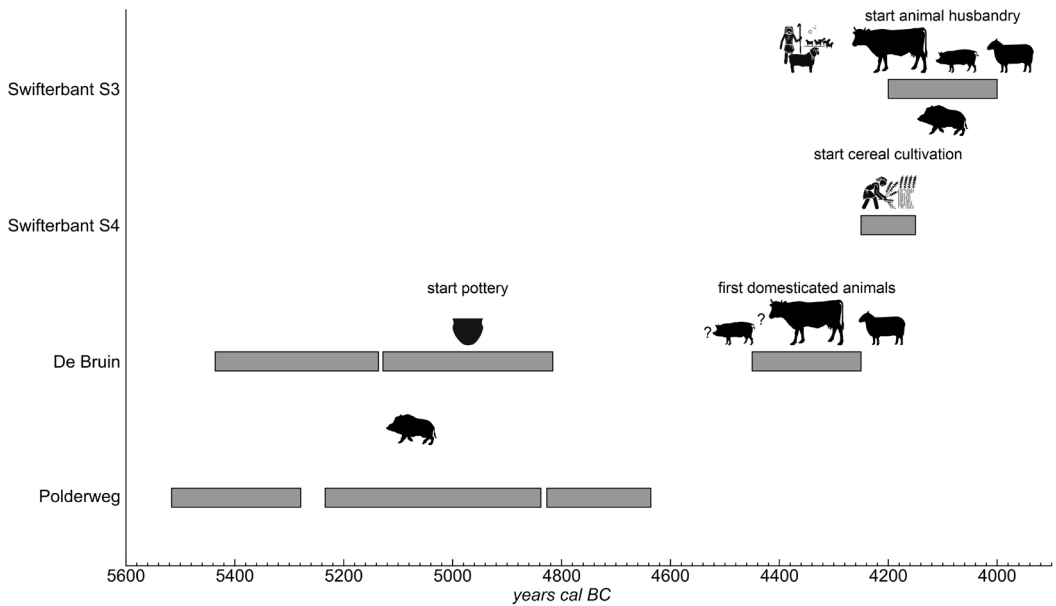 start animal husbandry
Swifterbant S3
start cereal cultivation
Swifterbant S4
start pottery
first domesticated animals
?
?
De Bruin
Polderweg
5600 5400 5200 5000 4800 4600 4400 4200 4000
years cal BC